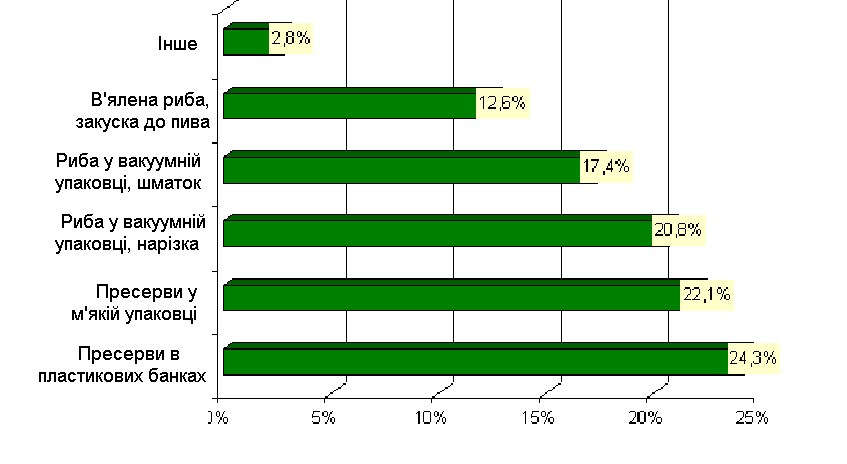 Інше
2,8%
В'ялена риба,
закуска до пива
12,6%
Риба у вакуумній
упаковці, шматок
17,4%
Риба у вакуумній
упаковці, нарізка
20,8%
Пресерви у
м'якій упаковці
22,1%
Пресерви в
пластикових банках
24,3%
0% 5% 10% 15% 20% 25%